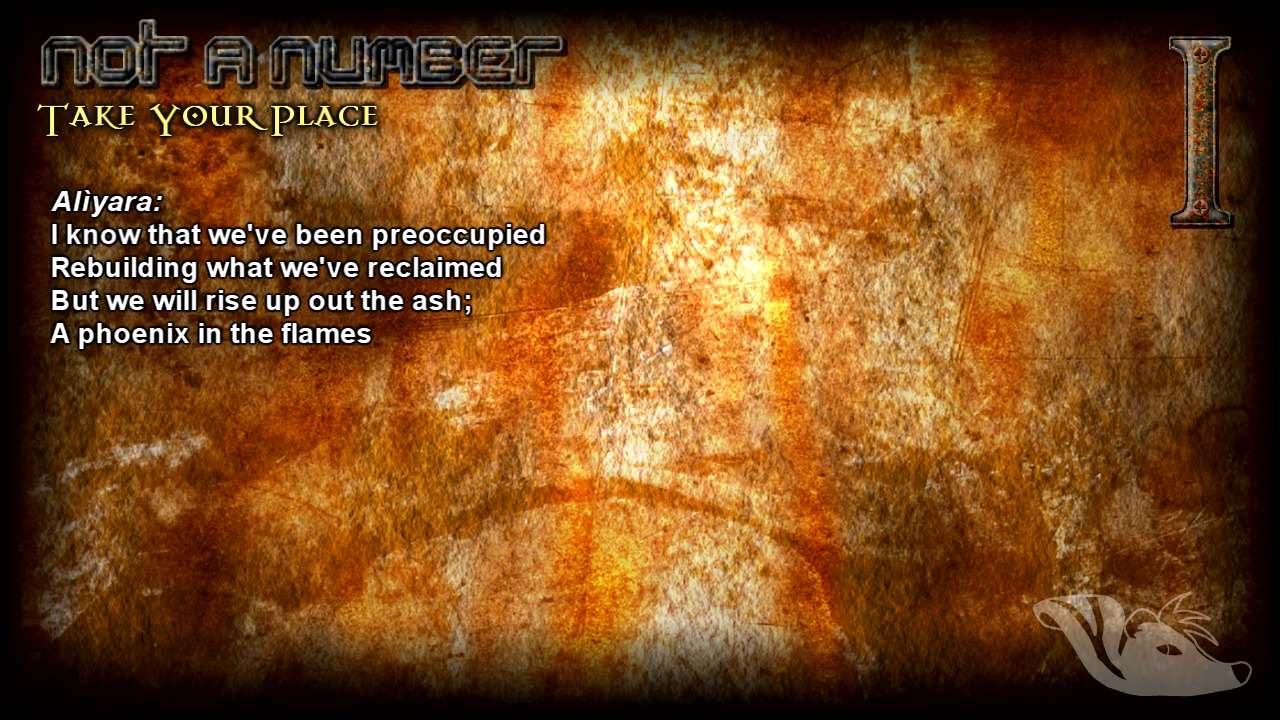 Not A Number
I
Take Your Place
Alìyara:
I know that we've been preoccupied
Rebuilding what we've reclaimed
But we will rise up out the ash;
A phoenix in the flames